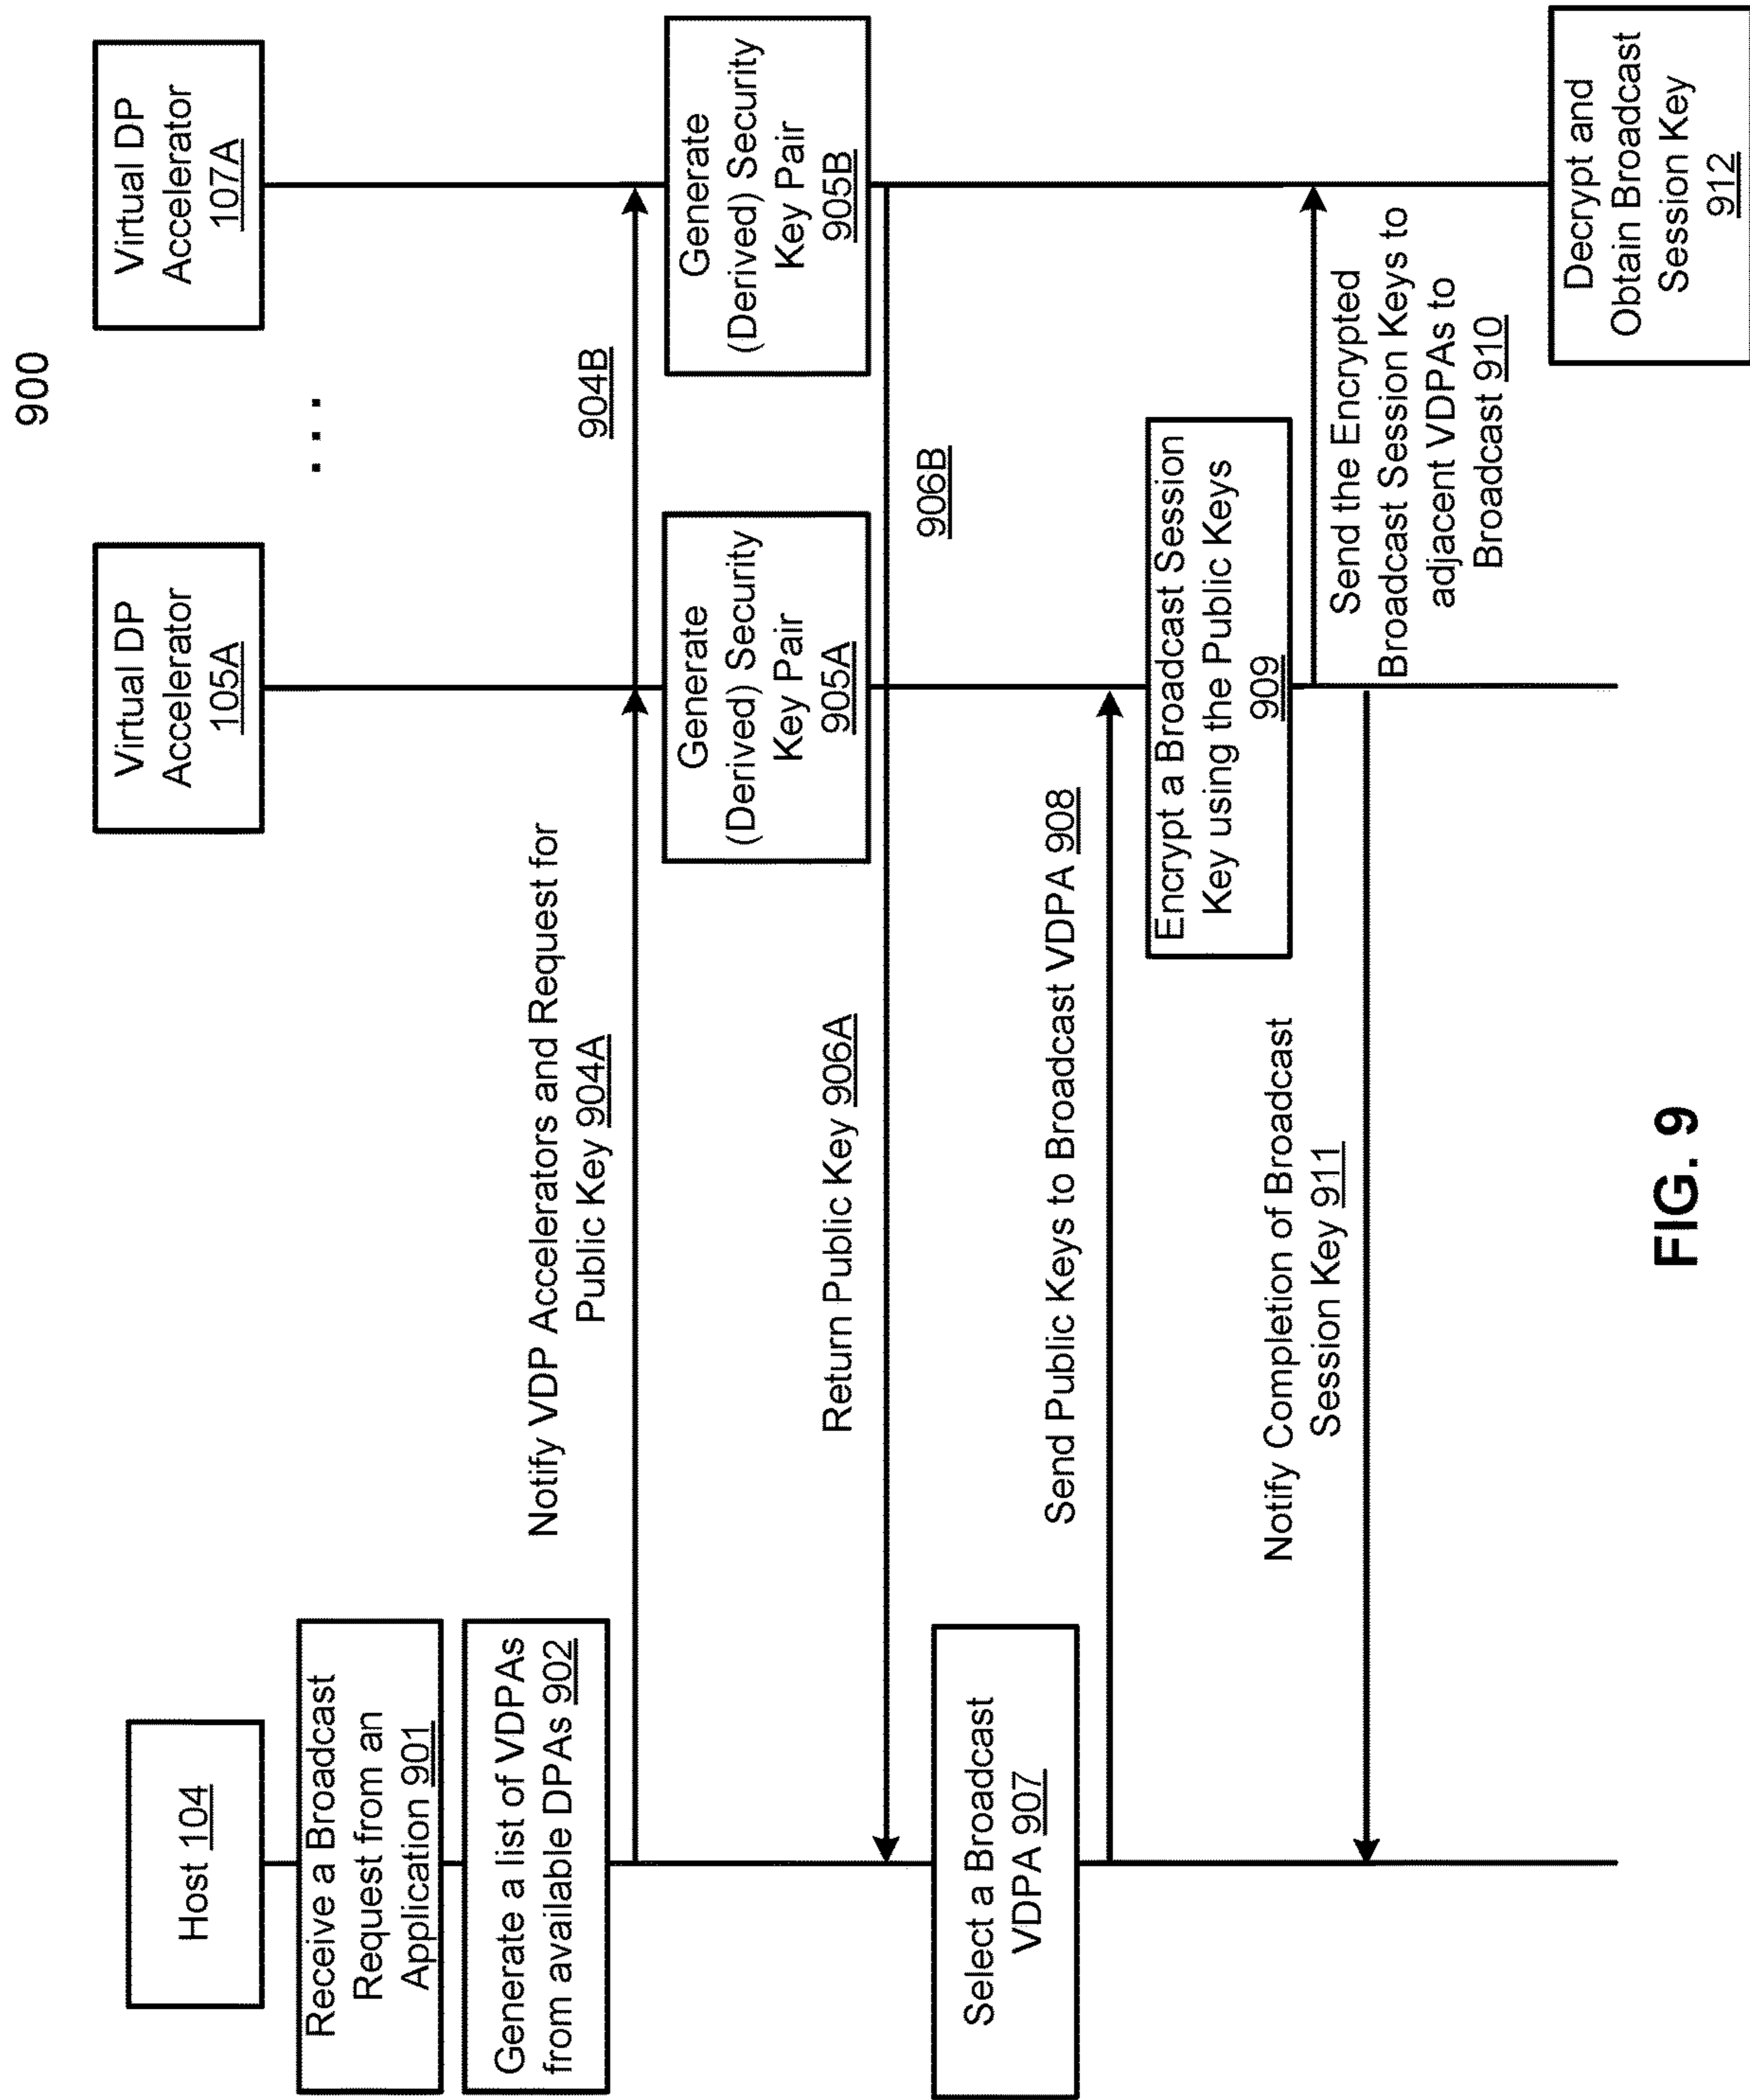 900
Host 104
Virtual DP
Accelerator
105A
. . .
Virtual DP
Accelerator
107A
Receive a Broadcast
Request from an
Application 901
Generate a list of VDPAs
from available DPAs 902
Notify VDP Accelerators and Request for
Public Key 904A
904B
Generate
(Derived) Security
Key Pair
905A
Generate
(Derived) Security
Key Pair
905B
Return Public Key 906A
906B
Select a Broadcast
VDPA 907
Send Public Keys to Broadcast VDPA 908
Encrypt a Broadcast Session
Key using the Public Keys
909
Send the Encrypted
Broadcast Session Keys to
adjacent VDPAs to
Broadcast 910
Notify Completion of Broadcast
Session Key 911
Decrypt and
Obtain Broadcast
Session Key
912
FIG. 9